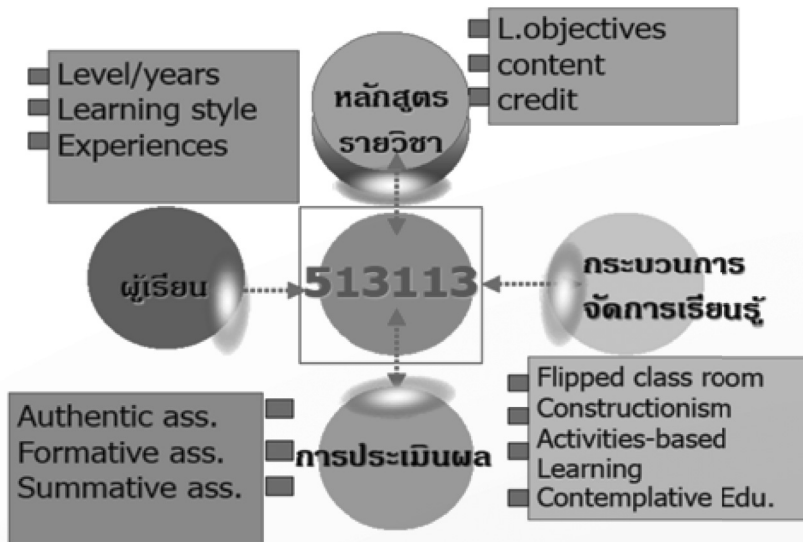 L.objectives
content
credit
Level/years
Learning style
Experiences
หลักสูตร
รายวิชา
ผู้เรียน
513113
กระบวนการ
จัดการเรียนรู้
Authentic ass.
Formative ass.
Summative ass.
การประเมินผล
Flipped class room
Constructionism
Activities-based
Learning
Contemplative Edu.